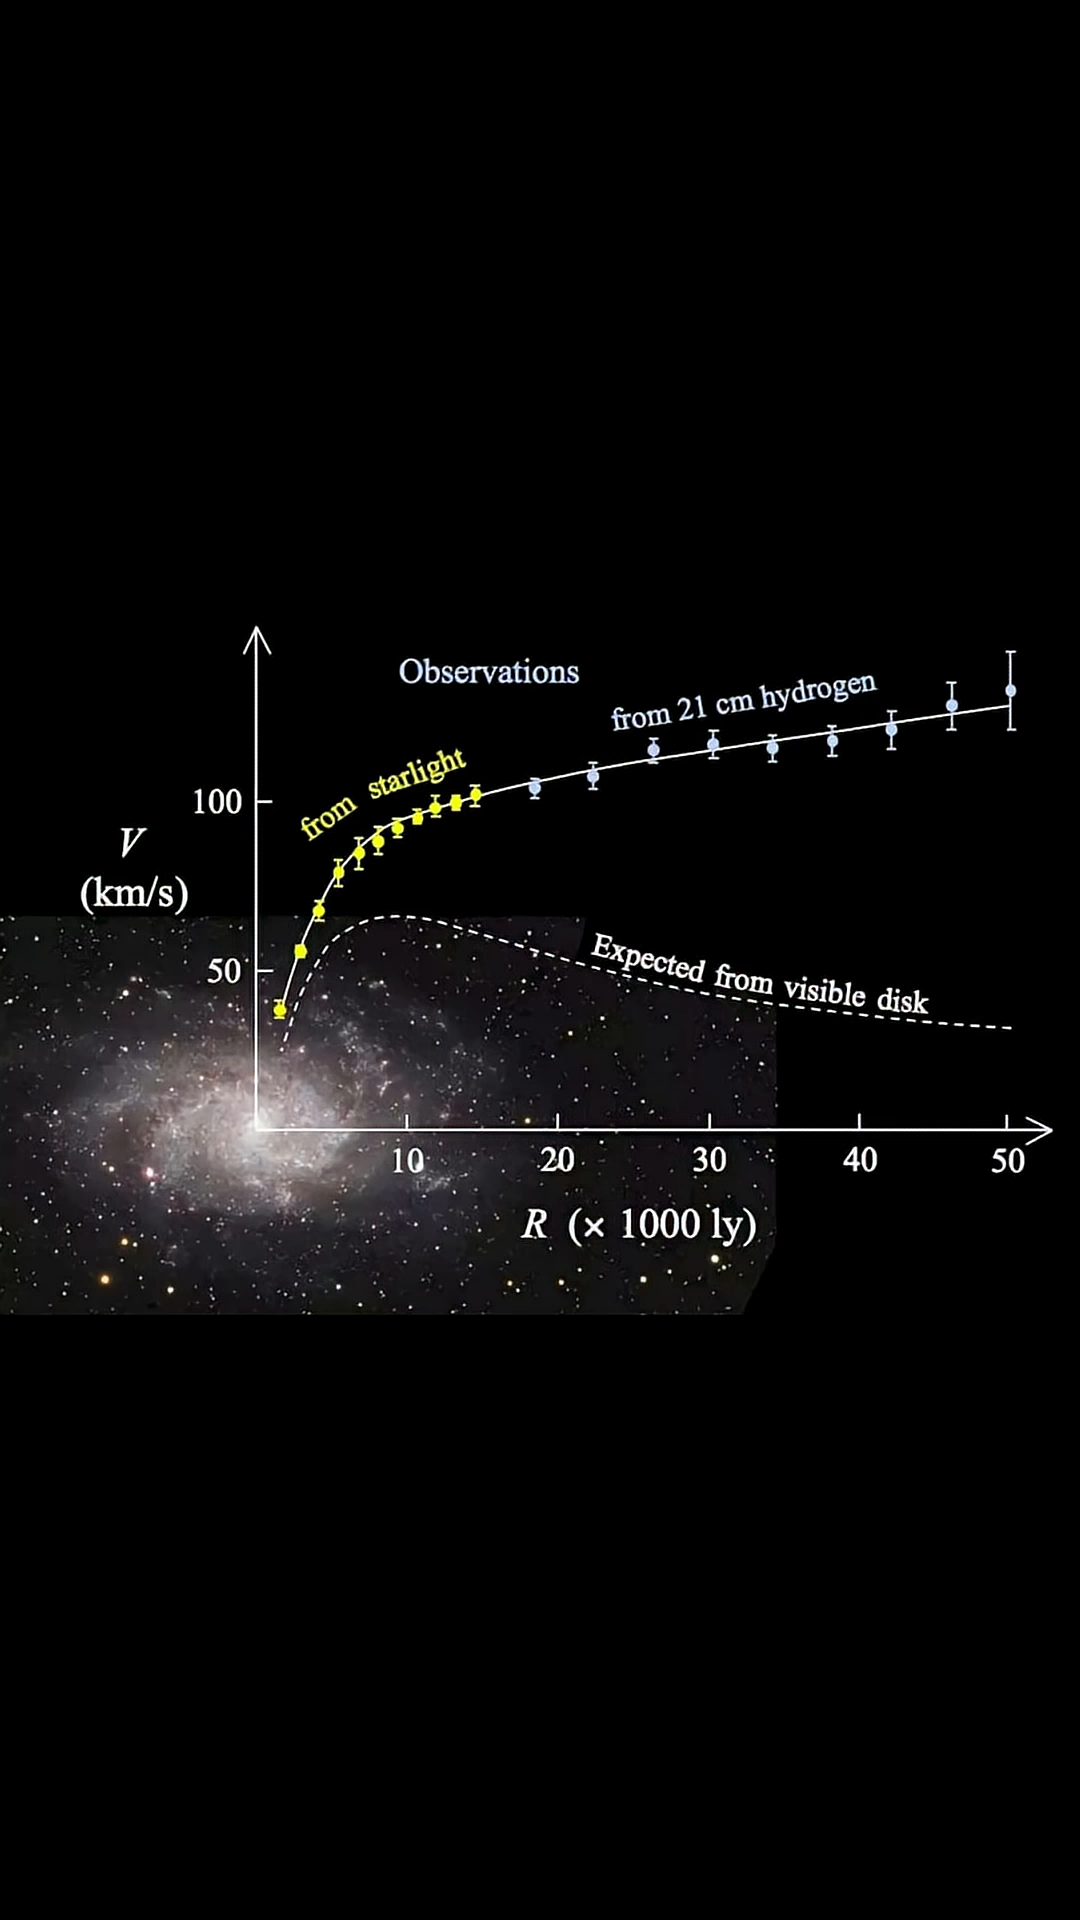 Observations
from 21 cm hydrogen
from starlight
100
V
(km/s)
50
Expected from visible disk
10 20 30 40 50
R (× 1000 ly)